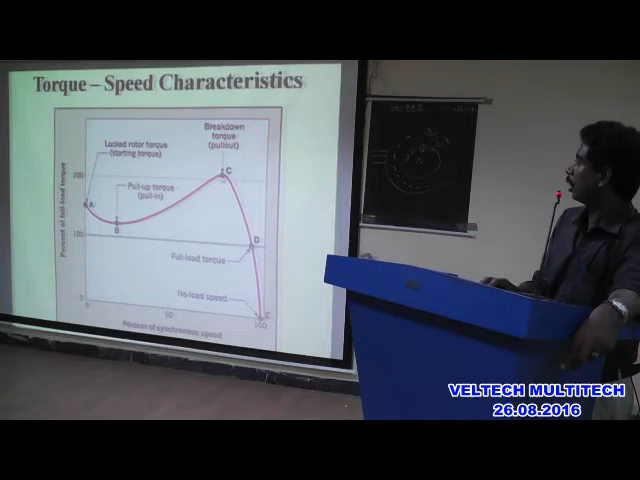 Torque – Speed Characteristics
Breakdown
torque
(pullout)
Locked rotor torque
(starting torque)
Pull-up torque
(pull-in)
200
A
B
C
100
D
Full-load torque
No-load speed
E
0
0
50
100
Percent of synchronous speed
Percent of full-load torque
VELTECH MULTITECH
26.08.2016